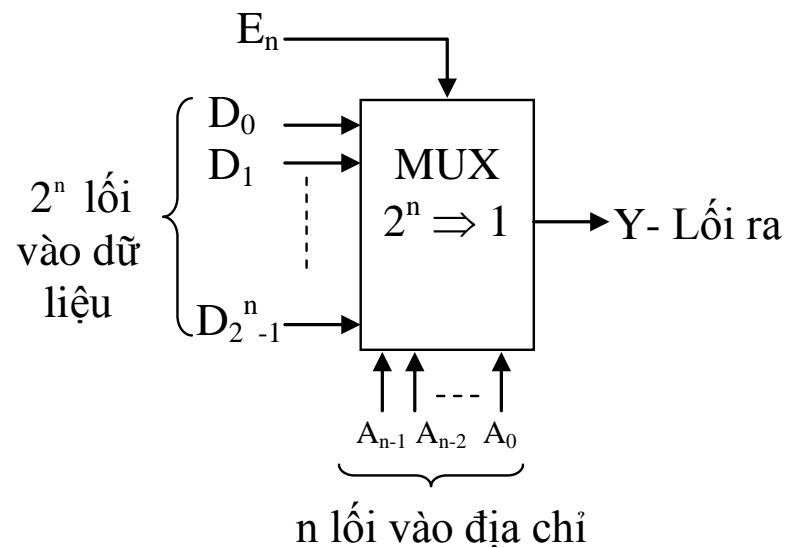 Eₙ
D₀
D₁
2ⁿ lối
vào dữ
liệu
D₂ⁿ₋₁
MUX
2ⁿ ⇒ 1
Y- Lối ra
Aₙ₋₁ Aₙ₋₂ --- A₀
n lối vào địa chỉ